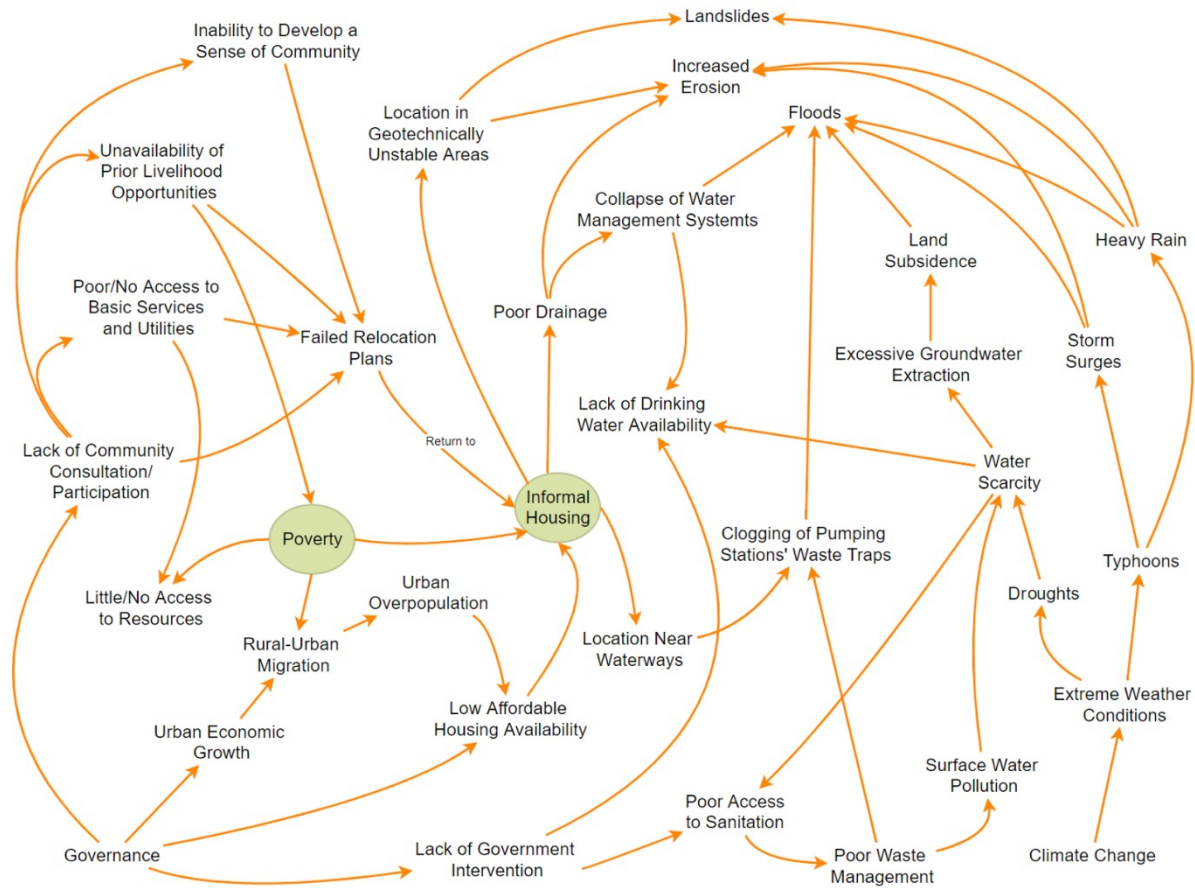 Landslides
Inability to Develop a
Sense of Community
Increased
Erosion
Location in
Geotechnically
Unstable Areas
Floods
Unavailability of
Prior Livelihood
Opportunities
Collapse of Water
Management Systemts
Land
Subsidence
Heavy Rain
Poor/No Access to
Basic Services
and Utilities
Poor Drainage
Failed Relocation
Plans
Excessive Groundwater
Extraction
Storm
Surges
Lack of Drinking
Water Availability
Return to
Lack of Community
Consultation/
Participation
Water
Scarcity
Informal
Housing
Poverty
Clogging of Pumping
Stations' Waste Traps
Typhoons
Urban
Overpopulation
Droughts
Little/No Access
to Resources
Rural-Urban
Migration
Location Near
Waterways
Low Affordable
Housing Availability
Extreme Weather
Conditions
Urban Economic
Growth
Surface Water
Pollution
Poor Access
to Sanitation
Governance
Lack of Government
Intervention
Poor Waste
Management
Climate Change